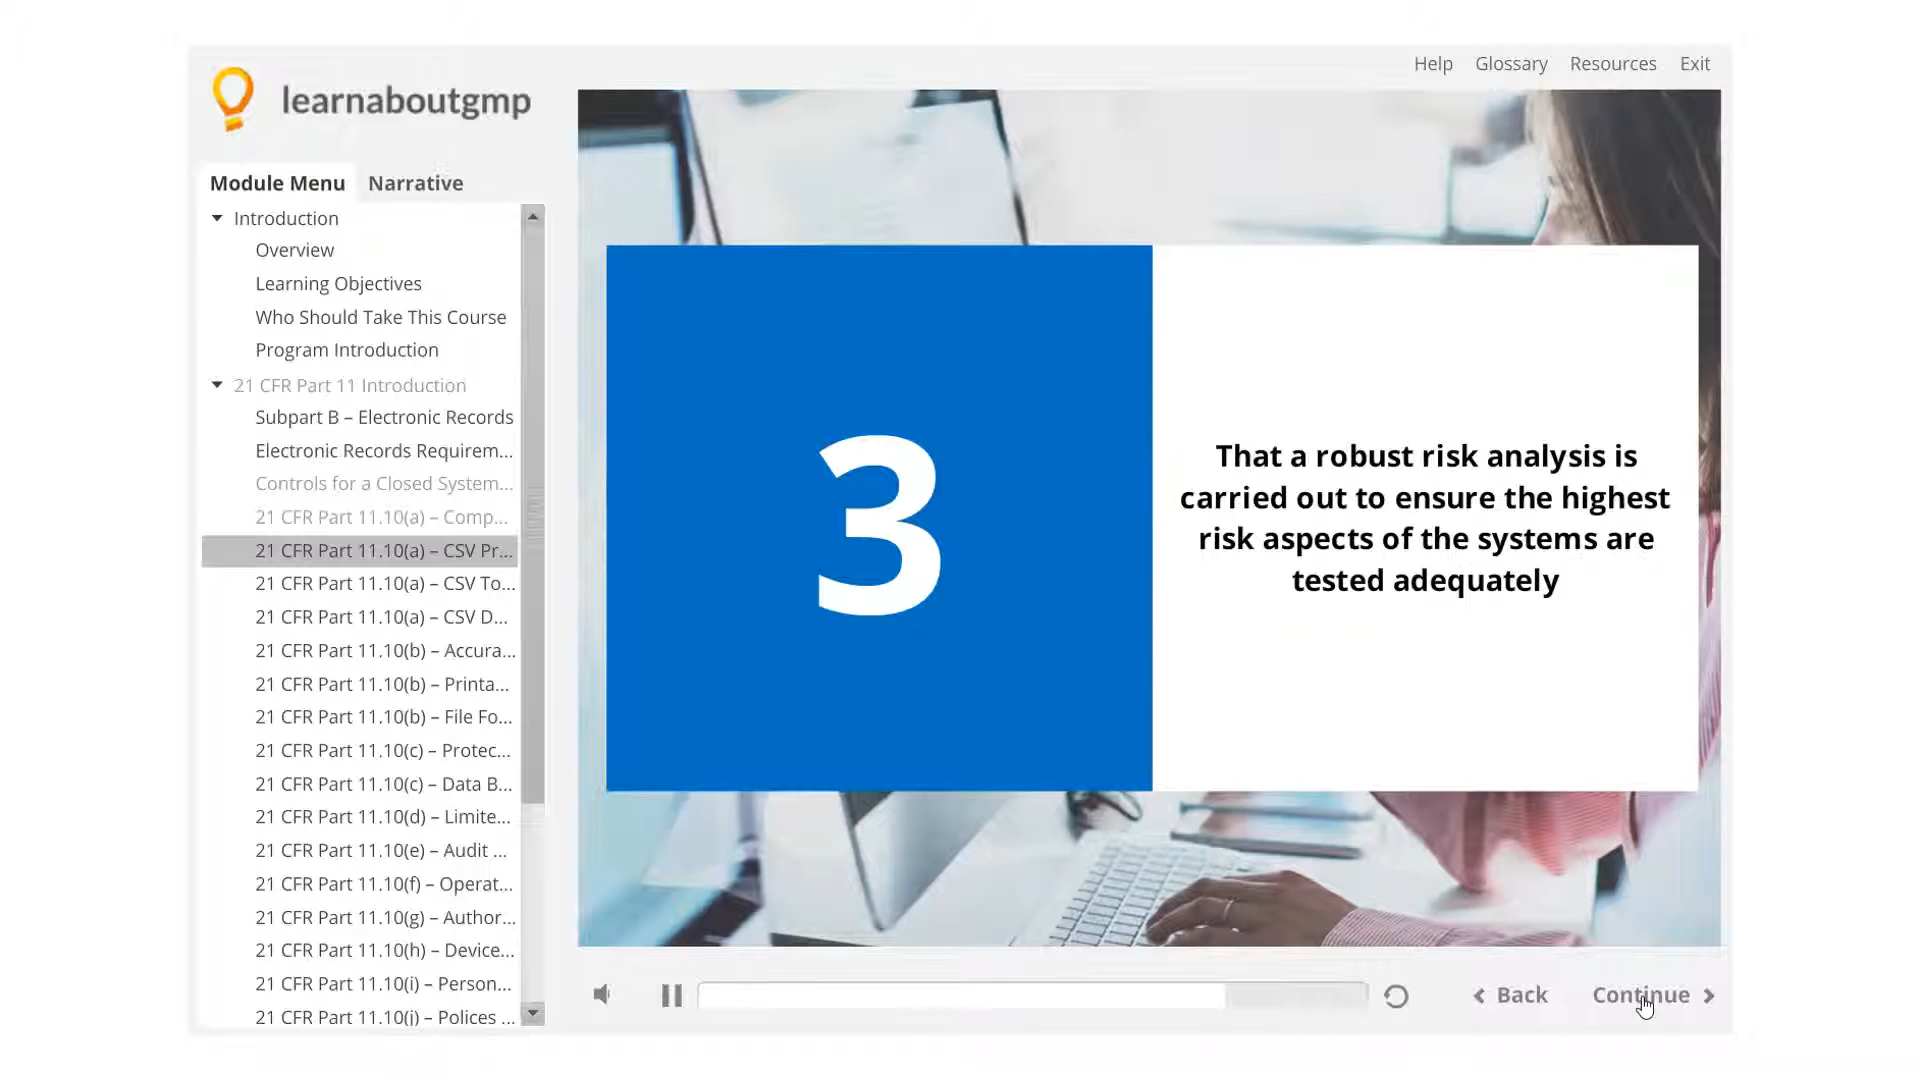 Help Glossary Resources Exit
learnaboutgmp
Module Menu Narrative
Introduction
Overview
Learning Objectives
Who Should Take This Course
Program Introduction
21 CFR Part 11 Introduction
Subpart B – Electronic Records
Electronic Records Requirem...
Controls for a Closed System...
21 CFR Part 11.10(a) – Comp...
21 CFR Part 11.10(a) – CSV Pr...
21 CFR Part 11.10(a) – CSV To...
21 CFR Part 11.10(a) – CSV D...
21 CFR Part 11.10(b) – Accura...
21 CFR Part 11.10(b) – Printa...
21 CFR Part 11.10(b) – File Fo...
21 CFR Part 11.10(c) – Protec...
21 CFR Part 11.10(c) – Data B...
21 CFR Part 11.10(d) – Limite...
21 CFR Part 11.10(e) – Audit ...
21 CFR Part 11.10(f) – Operat...
21 CFR Part 11.10(g) – Author...
21 CFR Part 11.10(h) – Device...
21 CFR Part 11.10(i) – Person...
21 CFR Part 11.10(j) – Polices ...
3
That a robust risk analysis is
carried out to ensure the highest
risk aspects of the systems are
tested adequately
Back Continue